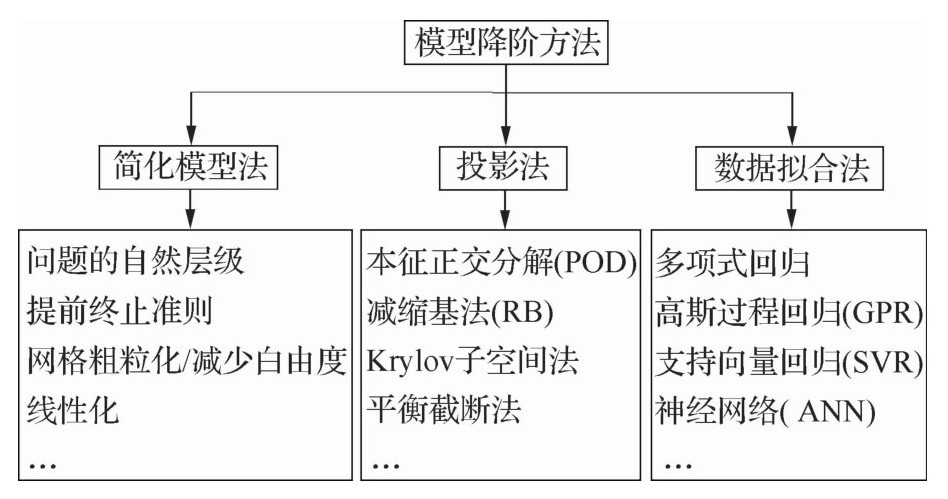 模型降阶方法
简化模型法
投影法
数据拟合法
问题的自然层级
提前终止准则
网格粗粒化/减少白由度
线性化
...
本征正交分解(POD)
减缩基法(RB)
Krylov子空间法
平衡截断法
...
多项式回归
高斯过程回归(GPR)
支持向量回归(SVR)
神经网络( ANN)
...